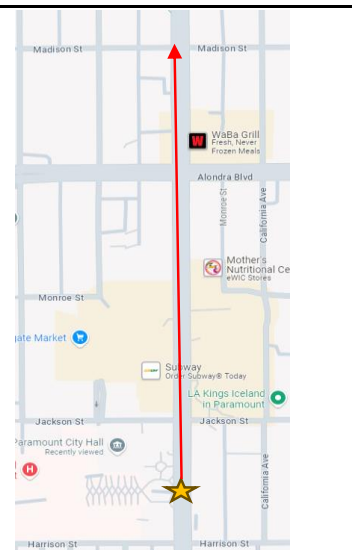 Madison St
Madison St
W
WaBa Grill
Fresh, Never
Frozen Meals
Alondra Blvd
Monroe St
California Ave
Mother's
Nutritional Ce
eWIC Stores
Monroe St
gate Market
Subway
Order Subway® Today
LA Kings Iceland
in Paramount
Jackson St
Jackson St
Paramount City Hall
Recently viewed
H
California Ave
Harrison St
Harrison St